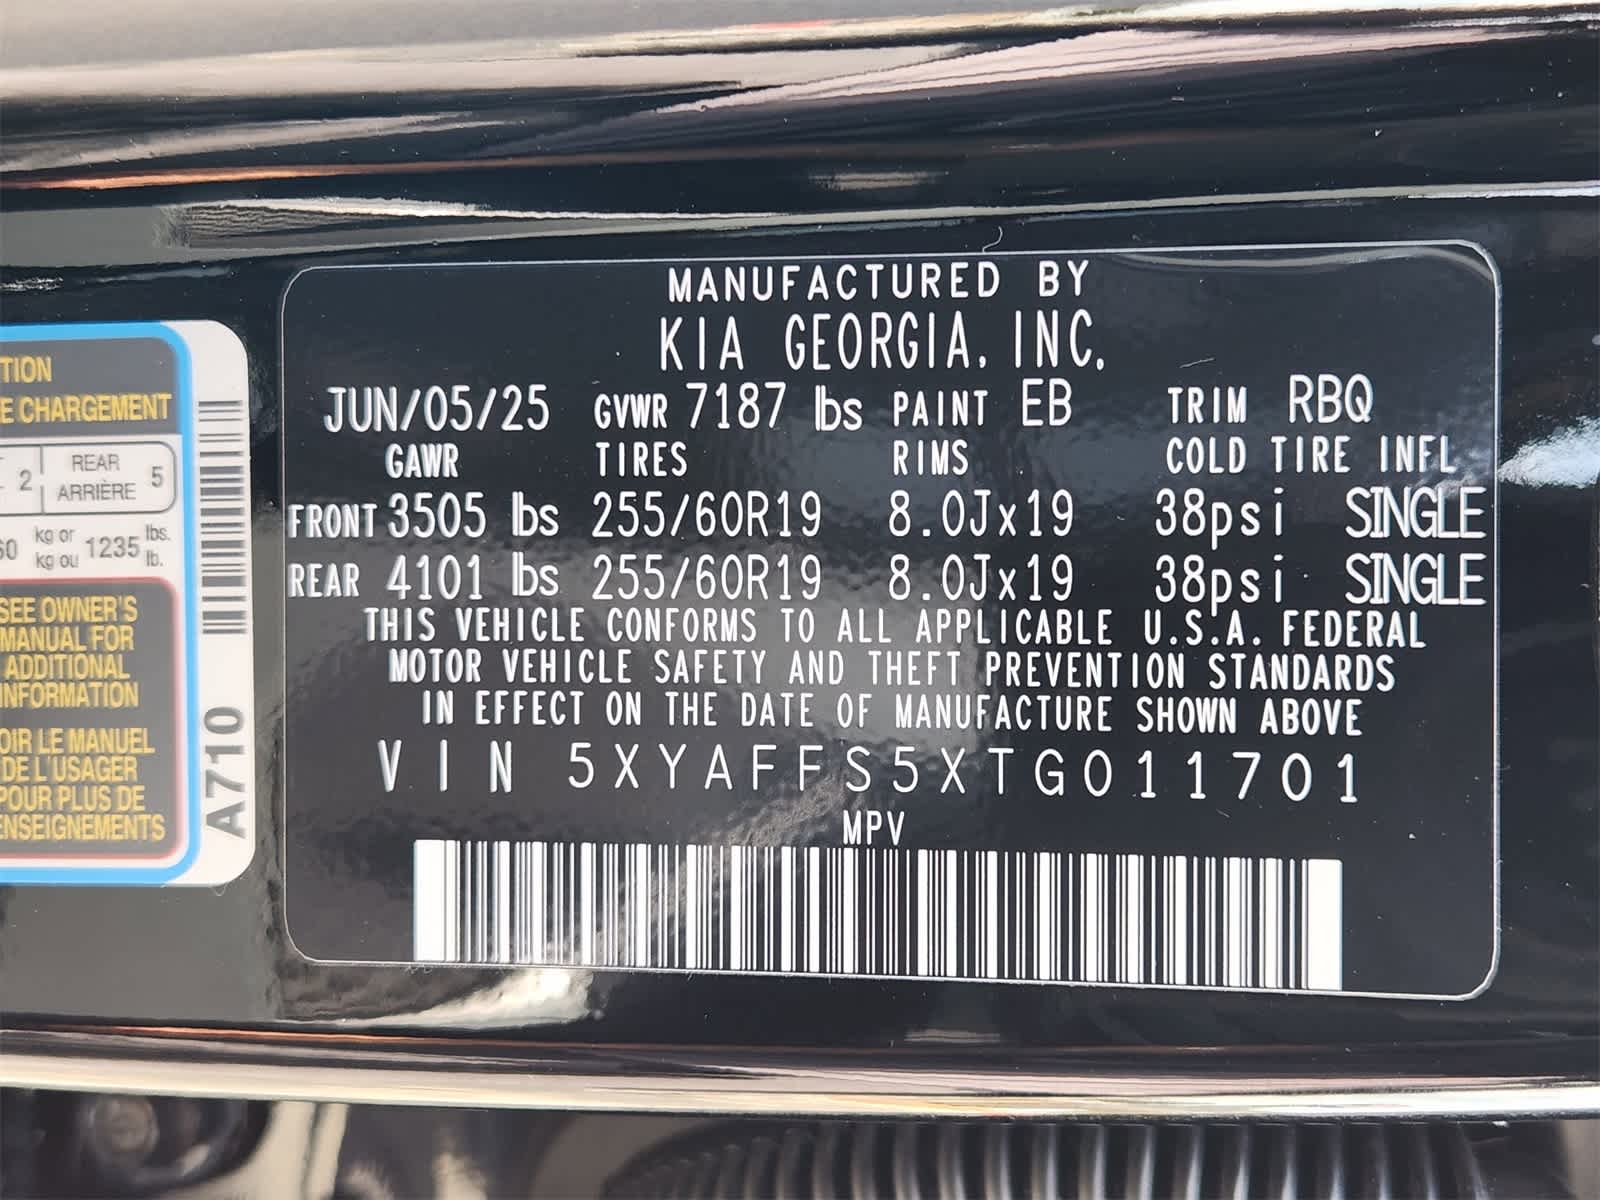 MANUFACTURED BY
KIA GEORGIA, INC.
JUN/05/25 GVWR 7187 lbs PAINT EB TRIM RBQ
GAWR TIRES RIMS COLD TIRE INFL
FRONT 3505 lbs 255/60R19 8.0Jx19 38psi SINGLE
REAR 4101 lbs 255/60R19 8.0Jx19 38psi SINGLE
THIS VEHICLE CONFORMS TO ALL APPLICABLE U.S.A. FEDERAL
MOTOR VEHICLE SAFETY AND THEFT PREVENTION STANDARDS
IN EFFECT ON THE DATE OF MANUFACTURE SHOWN ABOVE
VIN 5XYAFFS5XTG011701
MPV
TION
E CHARGEMENT
2 REAR
ARRIÈRE 5
60 kg or
kg ou 1235 lbs.
lb.
SEE OWNER'S
MANUAL FOR
ADDITIONAL
INFORMATION
OIR LE MANUEL
DE L'USAGER
POUR PLUS DE
ENSEIGNEMENTS
A710